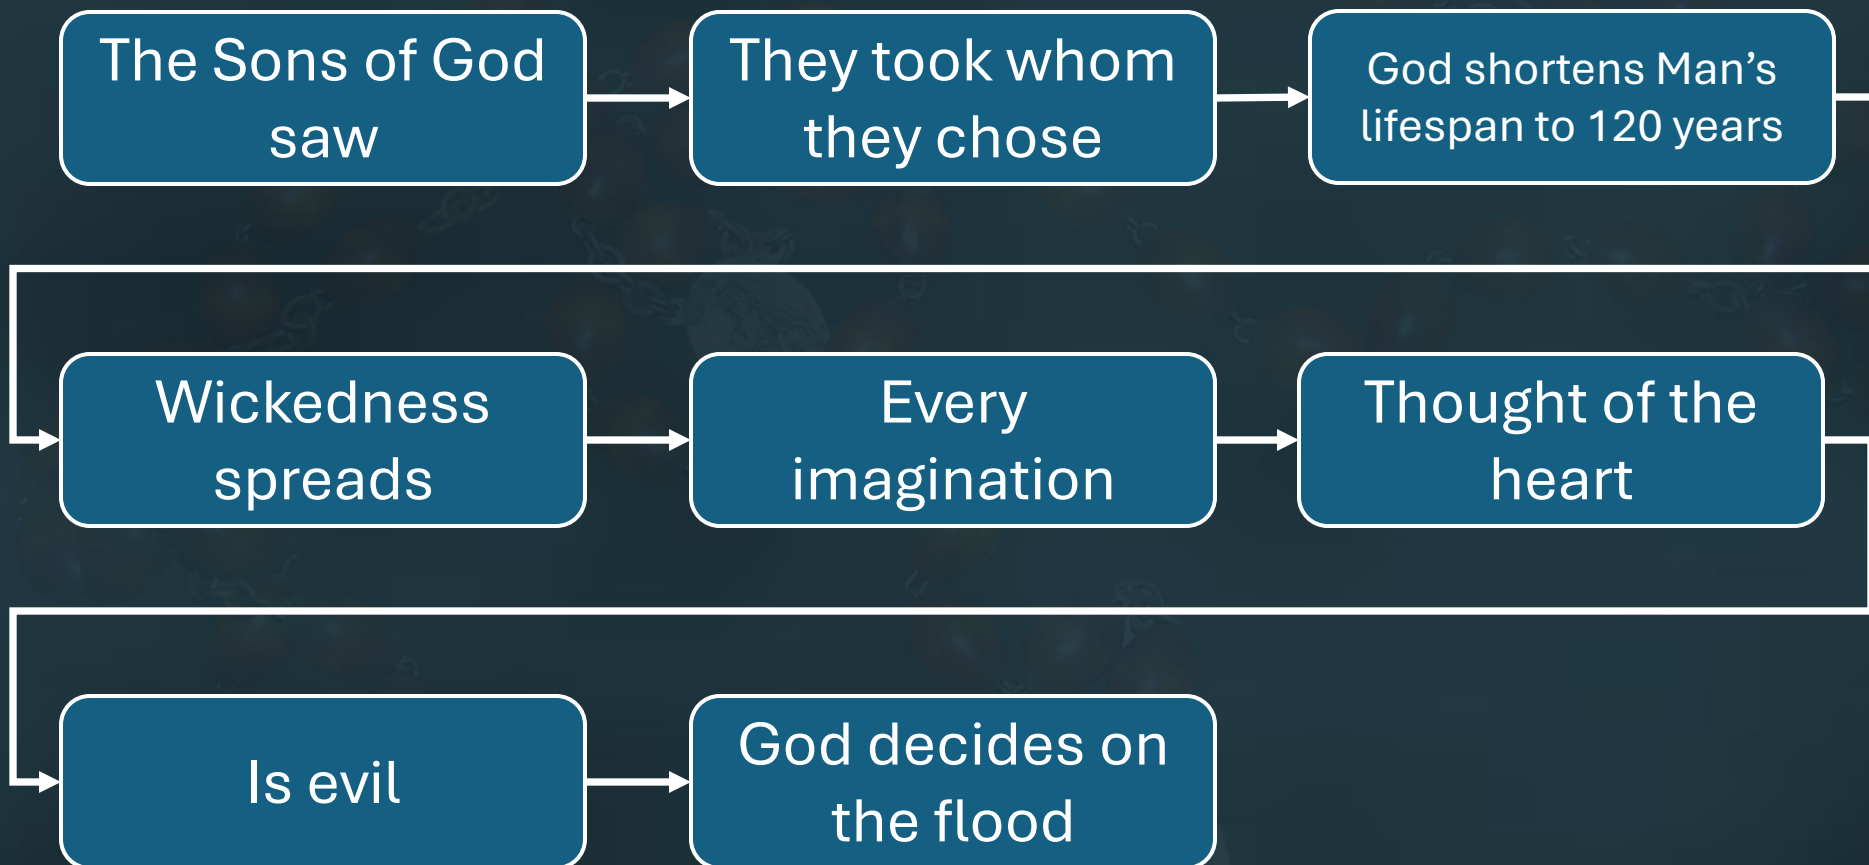 The Sons of God
saw
They took whom
they chose
God shortens Man’s
lifespan to 120 years
Wickedness
spreads
Every
imagination
Thought of the
heart
Is evil
God decides on
the flood